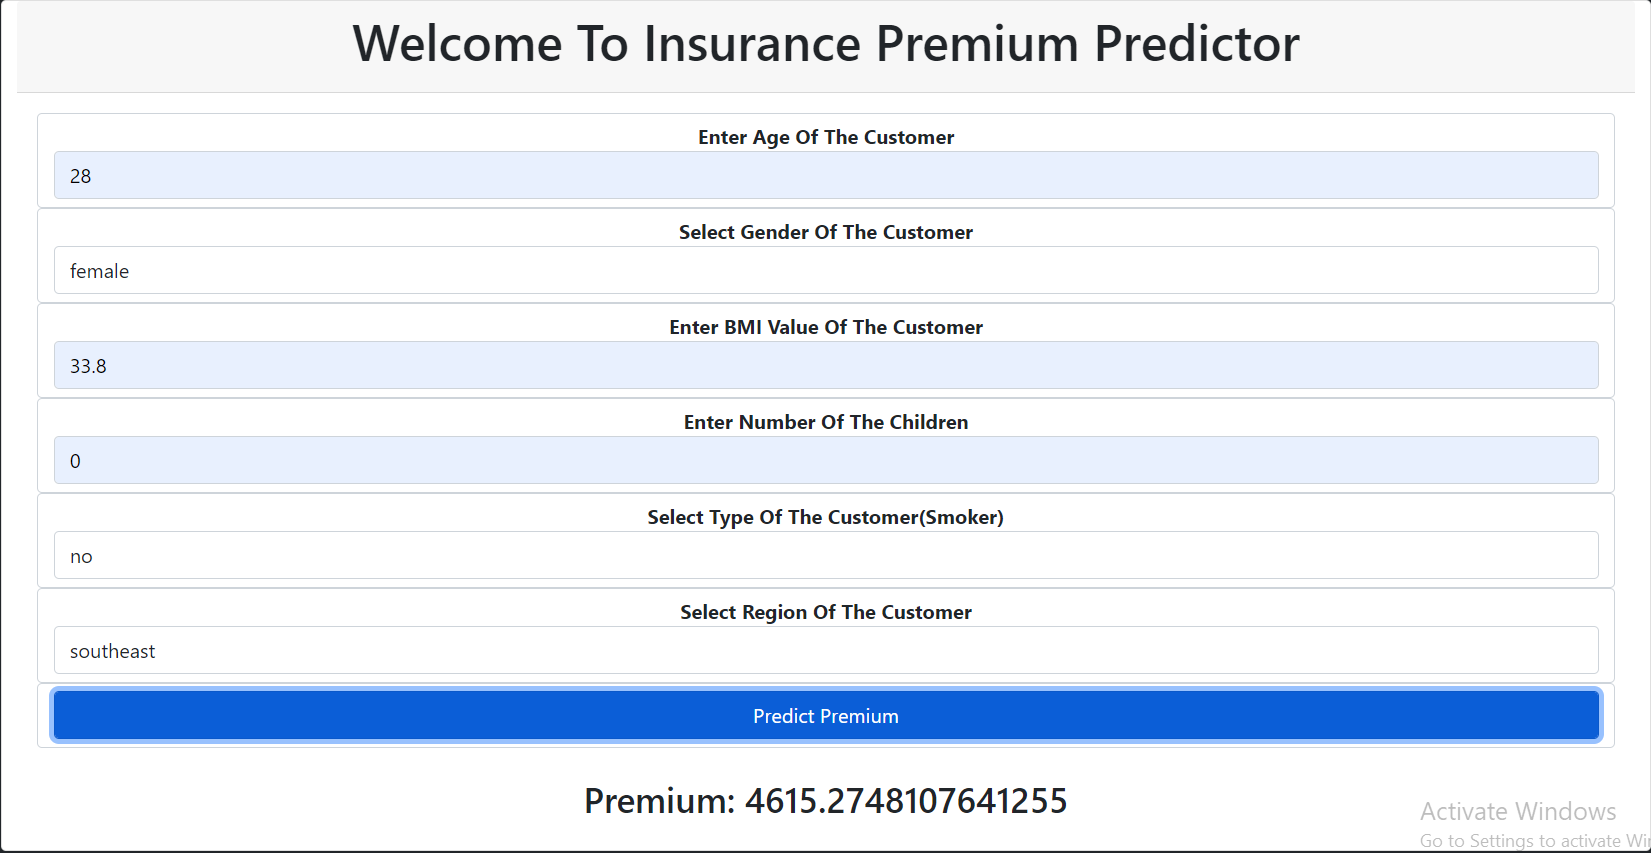 Welcome To Insurance Premium Predictor
Enter Age Of The Customer
28
Select Gender Of The Customer
female
Enter BMI Value Of The Customer
33.8
Enter Number Of The Children
0
Select Type Of The Customer(Smoker)
no
Select Region Of The Customer
southeast
Predict Premium
Premium: 4615.2748107641255
Activate Windows
Go to Settings to activate